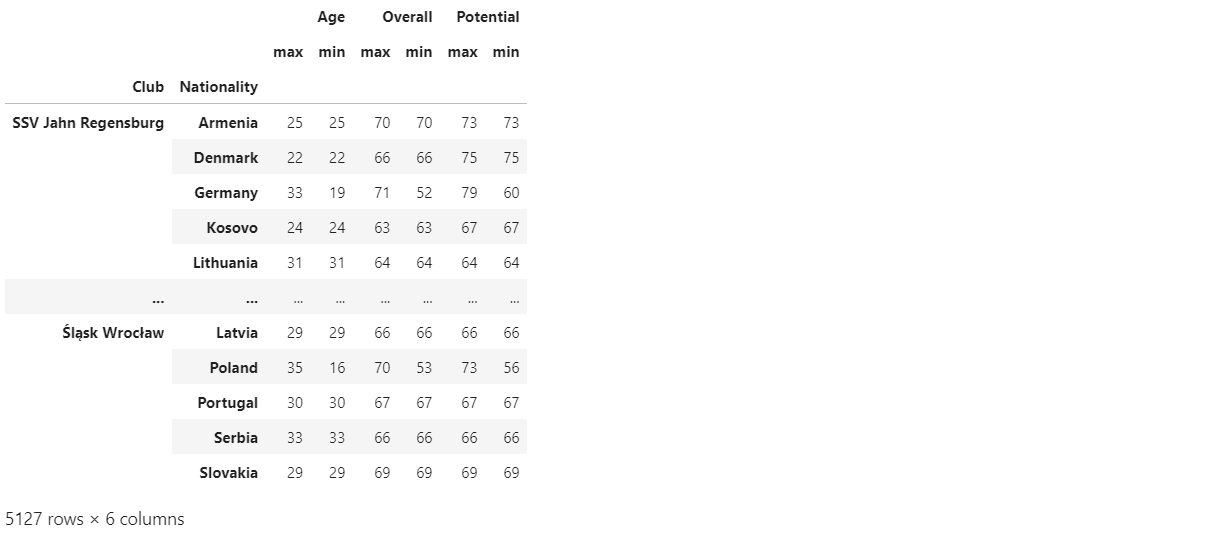 Age Overall Potential
max min max min max min
Club Nationality
SSV Jahn Regensburg Armenia 25 25 70 70 73 73
Denmark 22 22 66 66 75 75
Germany 33 19 71 52 79 60
Kosovo 24 24 63 63 67 67
Lithuania 31 31 64 64 64 64
... ... ... ... ... ... ... ...
Śląsk Wrocław Latvia 29 29 66 66 66 66
Poland 35 16 70 53 73 56
Portugal 30 30 67 67 67 67
Serbia 33 33 66 66 66 66
Slovakia 29 29 69 69 69 69
5127 rows × 6 columns